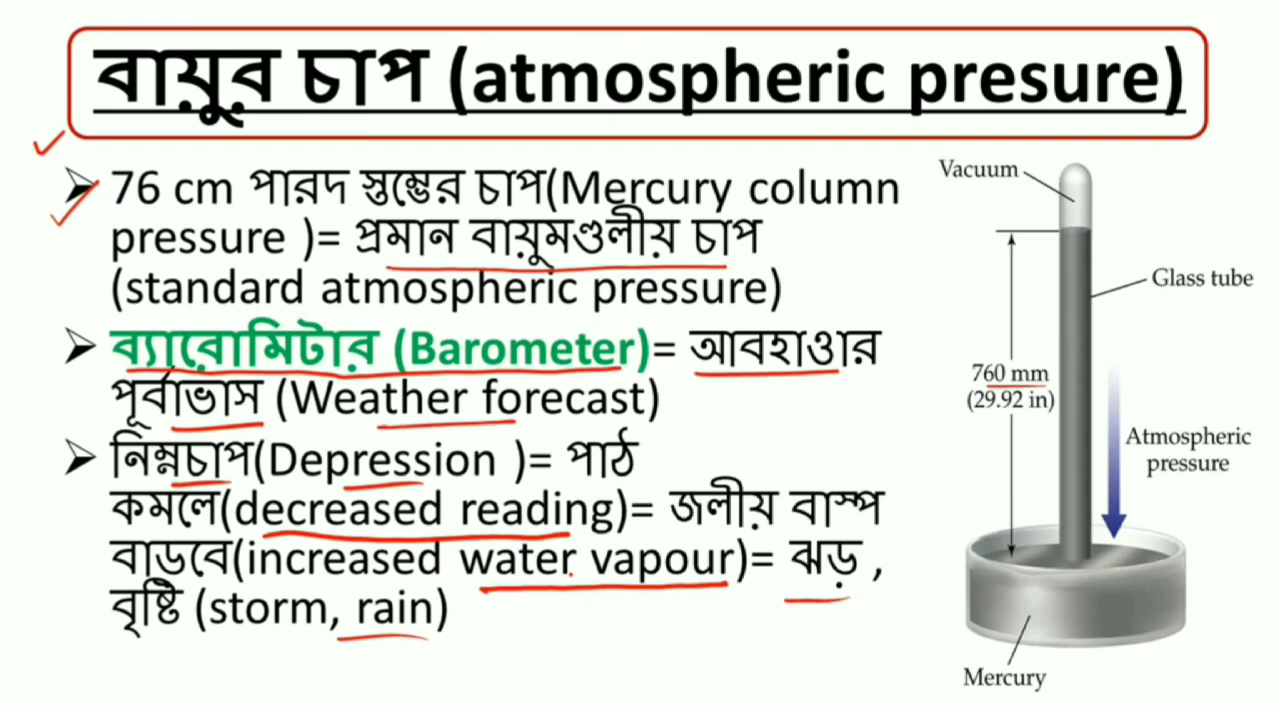 বায়ুর চাপ (atmospheric presure)
76 cm পারদ স্তম্ভের চাপ(Mercury column
pressure )= প্রমান বায়ুমণ্ডলীয় চাপ
(standard atmospheric pressure)
ব্যারোমিটার (Barometer)= আবহাওার
পূর্বাভাস (Weather forecast)
নিম্নচাপ(Depression )= পাঠ
কমলে(decreased reading)= জলীয় বাস্প
বাডবে(increased water vapour)= ঝড় ,
বৃষ্টি (storm, rain)
Vacuum
Glass tube
760 mm
(29.92 in)
Atmospheric
pressure
Mercury